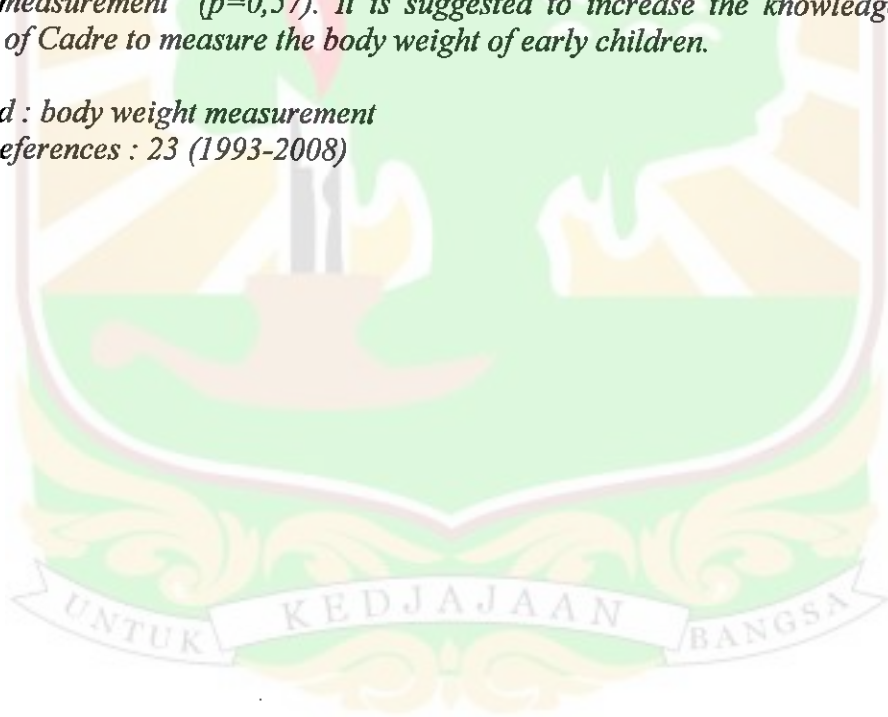 measurement (p=0,57). It is suggested to increase the
of Cadre to measure the body weight of early children.
d : body weight measurement
eferences : 23 (1993-2008)
UNTUK KEDJAJAAN BANGSA